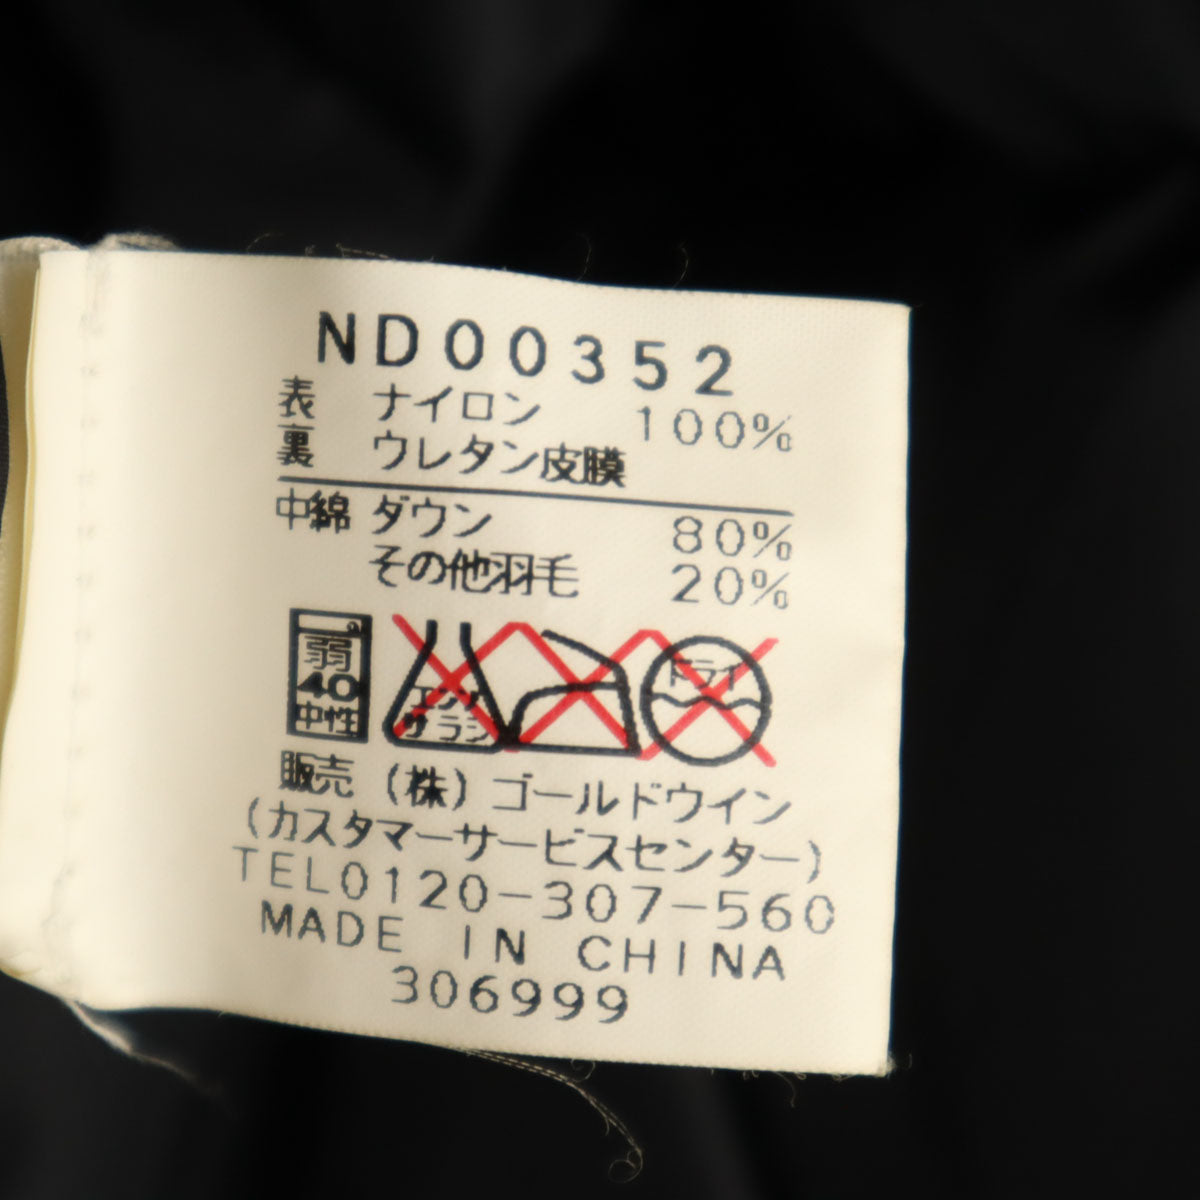 ND00352
表 ナイロン 100%
裏 ウレタン皮膜
中綿 ダウン 80%
その他羽毛 20%
弱
40
中性
エンソ
サラシ
ドライ
販売 (株) ゴールドウイン
(カスタマーサービスセンター)
TEL0120-307-560
MADE IN CHINA
306999